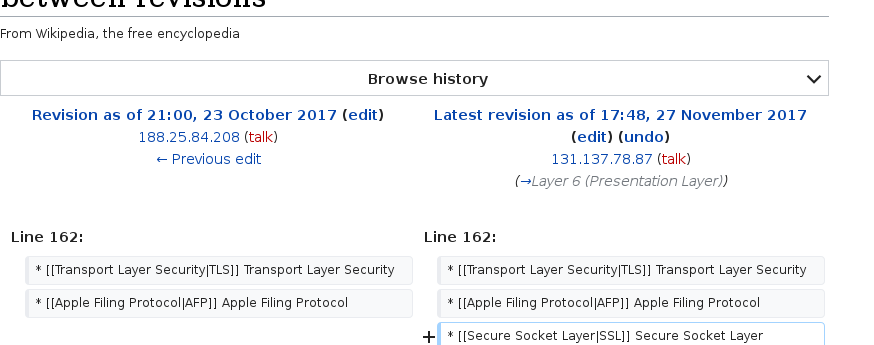 between revisions
From Wikipedia, the free encyclopedia
Browse history
Revision as of 21:00, 23 October 2017 (edit)
188.25.84.208 (talk)
← Previous edit
Latest revision as of 17:48, 27 November 2017
(edit) (undo)
131.137.78.87 (talk)
(→Layer 6 (Presentation Layer))
Line 162:
Line 162:
* [[Transport Layer Security|TLS]] Transport Layer Security
* [[Transport Layer Security|TLS]] Transport Layer Security
* [[Apple Filing Protocol|AFP]] Apple Filing Protocol
* [[Apple Filing Protocol|AFP]] Apple Filing Protocol
+ * [[Secure Socket Layer|SSL]] Secure Socket Layer